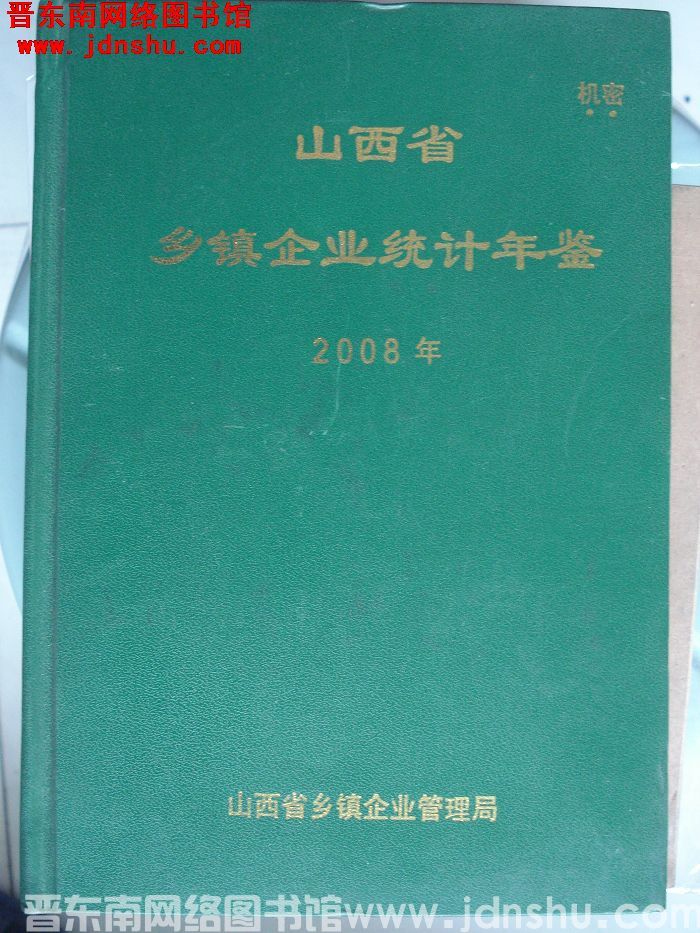 晋东南网络图书馆
www.jdnshu.com
机密
山西省
乡镇企业统计年鉴
2008年
山西省乡镇企业管理局
晋东南网络图书馆www.jdnshu.com